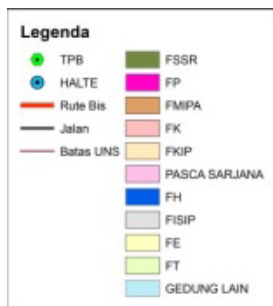 Legenda
TPB
HALTE
Rute Bis
Jalan
Batas UNS
FSSR
FP
FMIPA
FK
FKIP
PASCA SARJANA
FH
FISIP
FE
FT
GEDUNG LAIN